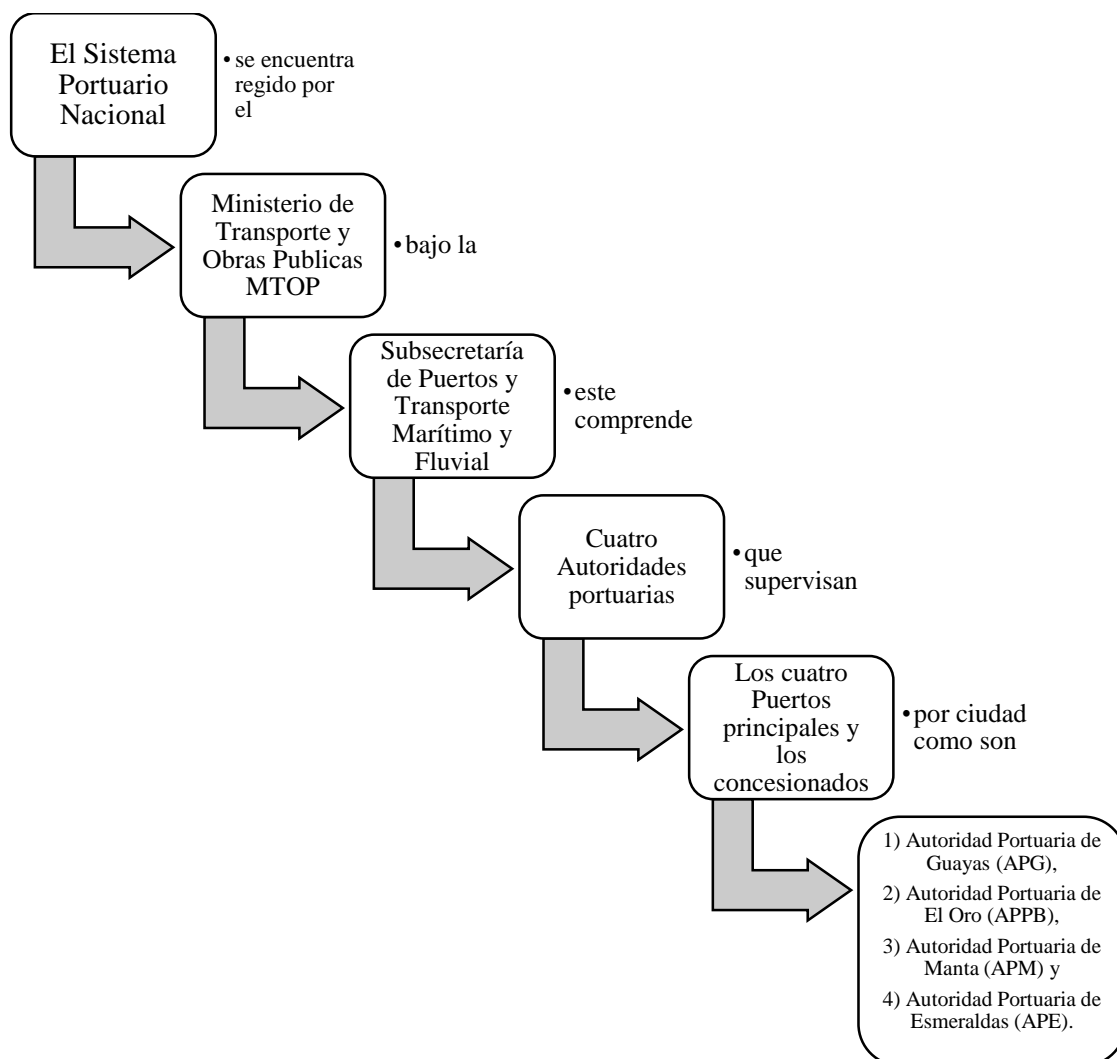 El Sistema
Portuario
Nacional
• se encuentra
regido por
el
Ministerio de
Transporte y
Obras Publicas
MTOP
• bajo la
Subsecretaría
de Puertos y
Transporte
Marítimo y
Fluvial
• este
comprende
Cuatro
Autoridades
portuarias
• que
supervisan
Los cuatro
Puertos
principales y
los
concesionados
• por ciudad
como son
1) Autoridad Portuaria de
Guayas (APG),
2) Autoridad Portuaria de
El Oro (APPB),
3) Autoridad Portuaria de
Manta (APM) y
4) Autoridad Portuaria de
Esmeraldas (APE).